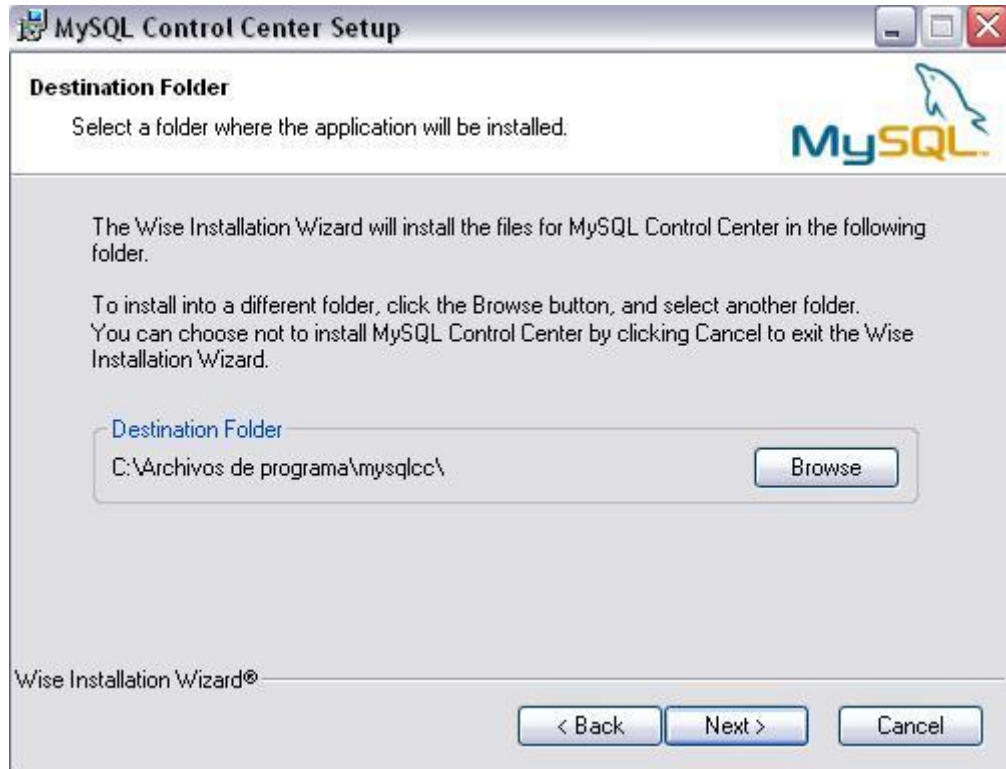 MySQL Control Center Setup
Destination Folder
Select a folder where the application will be installed.
MySQL™
The Wise Installation Wizard will install the files for MySQL Control Center in the following
folder.
To install into a different folder, click the Browse button, and select another folder.
You can choose not to install MySQL Control Center by clicking Cancel to exit the Wise
Installation Wizard.
Destination Folder
C:\Archivos de programa\mysqlcc\
Browse
Wise Installation Wizard®
< Back
Next >
Cancel